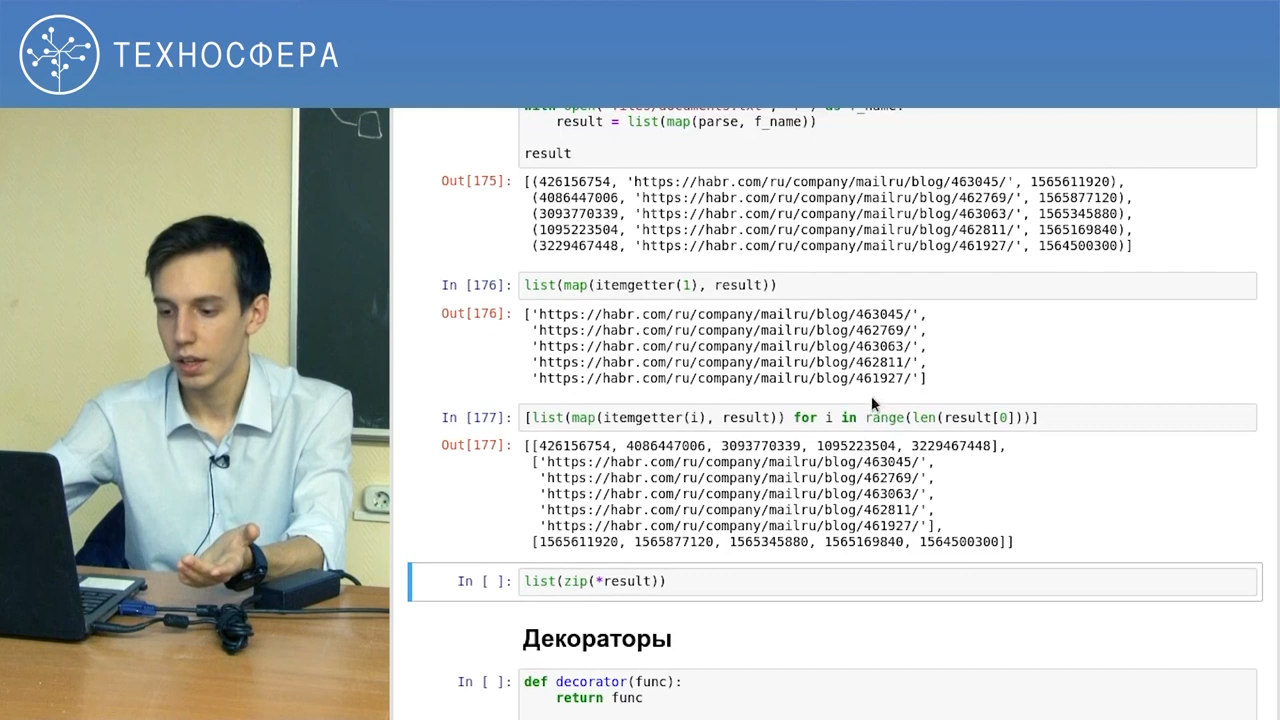 ТЕХНОСФЕРА
result = list(map(parse, f_name))
result
Out[175]: [(426156754, 'https://habr.com/ru/company/mailru/blog/463045/', 1565611920),
(4086447006, 'https://habr.com/ru/company/mailru/blog/462769/', 1565877120),
(3093770339, 'https://habr.com/ru/company/mailru/blog/463063/', 1565345880),
(1095223504, 'https://habr.com/ru/company/mailru/blog/462811/', 1565169840),
(3229467448, 'https://habr.com/ru/company/mailru/blog/461927/', 1564500300)]
In [176]: list(map(itemgetter(1), result))
Out[176]: ['https://habr.com/ru/company/mailru/blog/463045/',
'https://habr.com/ru/company/mailru/blog/462769/',
'https://habr.com/ru/company/mailru/blog/463063/',
'https://habr.com/ru/company/mailru/blog/462811/',
'https://habr.com/ru/company/mailru/blog/461927/']
In [177]: [list(map(itemgetter(i), result)) for i in range(len(result[0]))]
Out[177]: [[426156754, 4086447006, 3093770339, 1095223504, 3229467448],
['https://habr.com/ru/company/mailru/blog/463045/',
'https://habr.com/ru/company/mailru/blog/462769/',
'https://habr.com/ru/company/mailru/blog/463063/',
'https://habr.com/ru/company/mailru/blog/462811/',
'https://habr.com/ru/company/mailru/blog/461927/'],
[1565611920, 1565877120, 1565345880, 1565169840, 1564500300]]
In [ ]: list(zip(*result))
Декораторы
In [ ]: def decorator(func):
return func